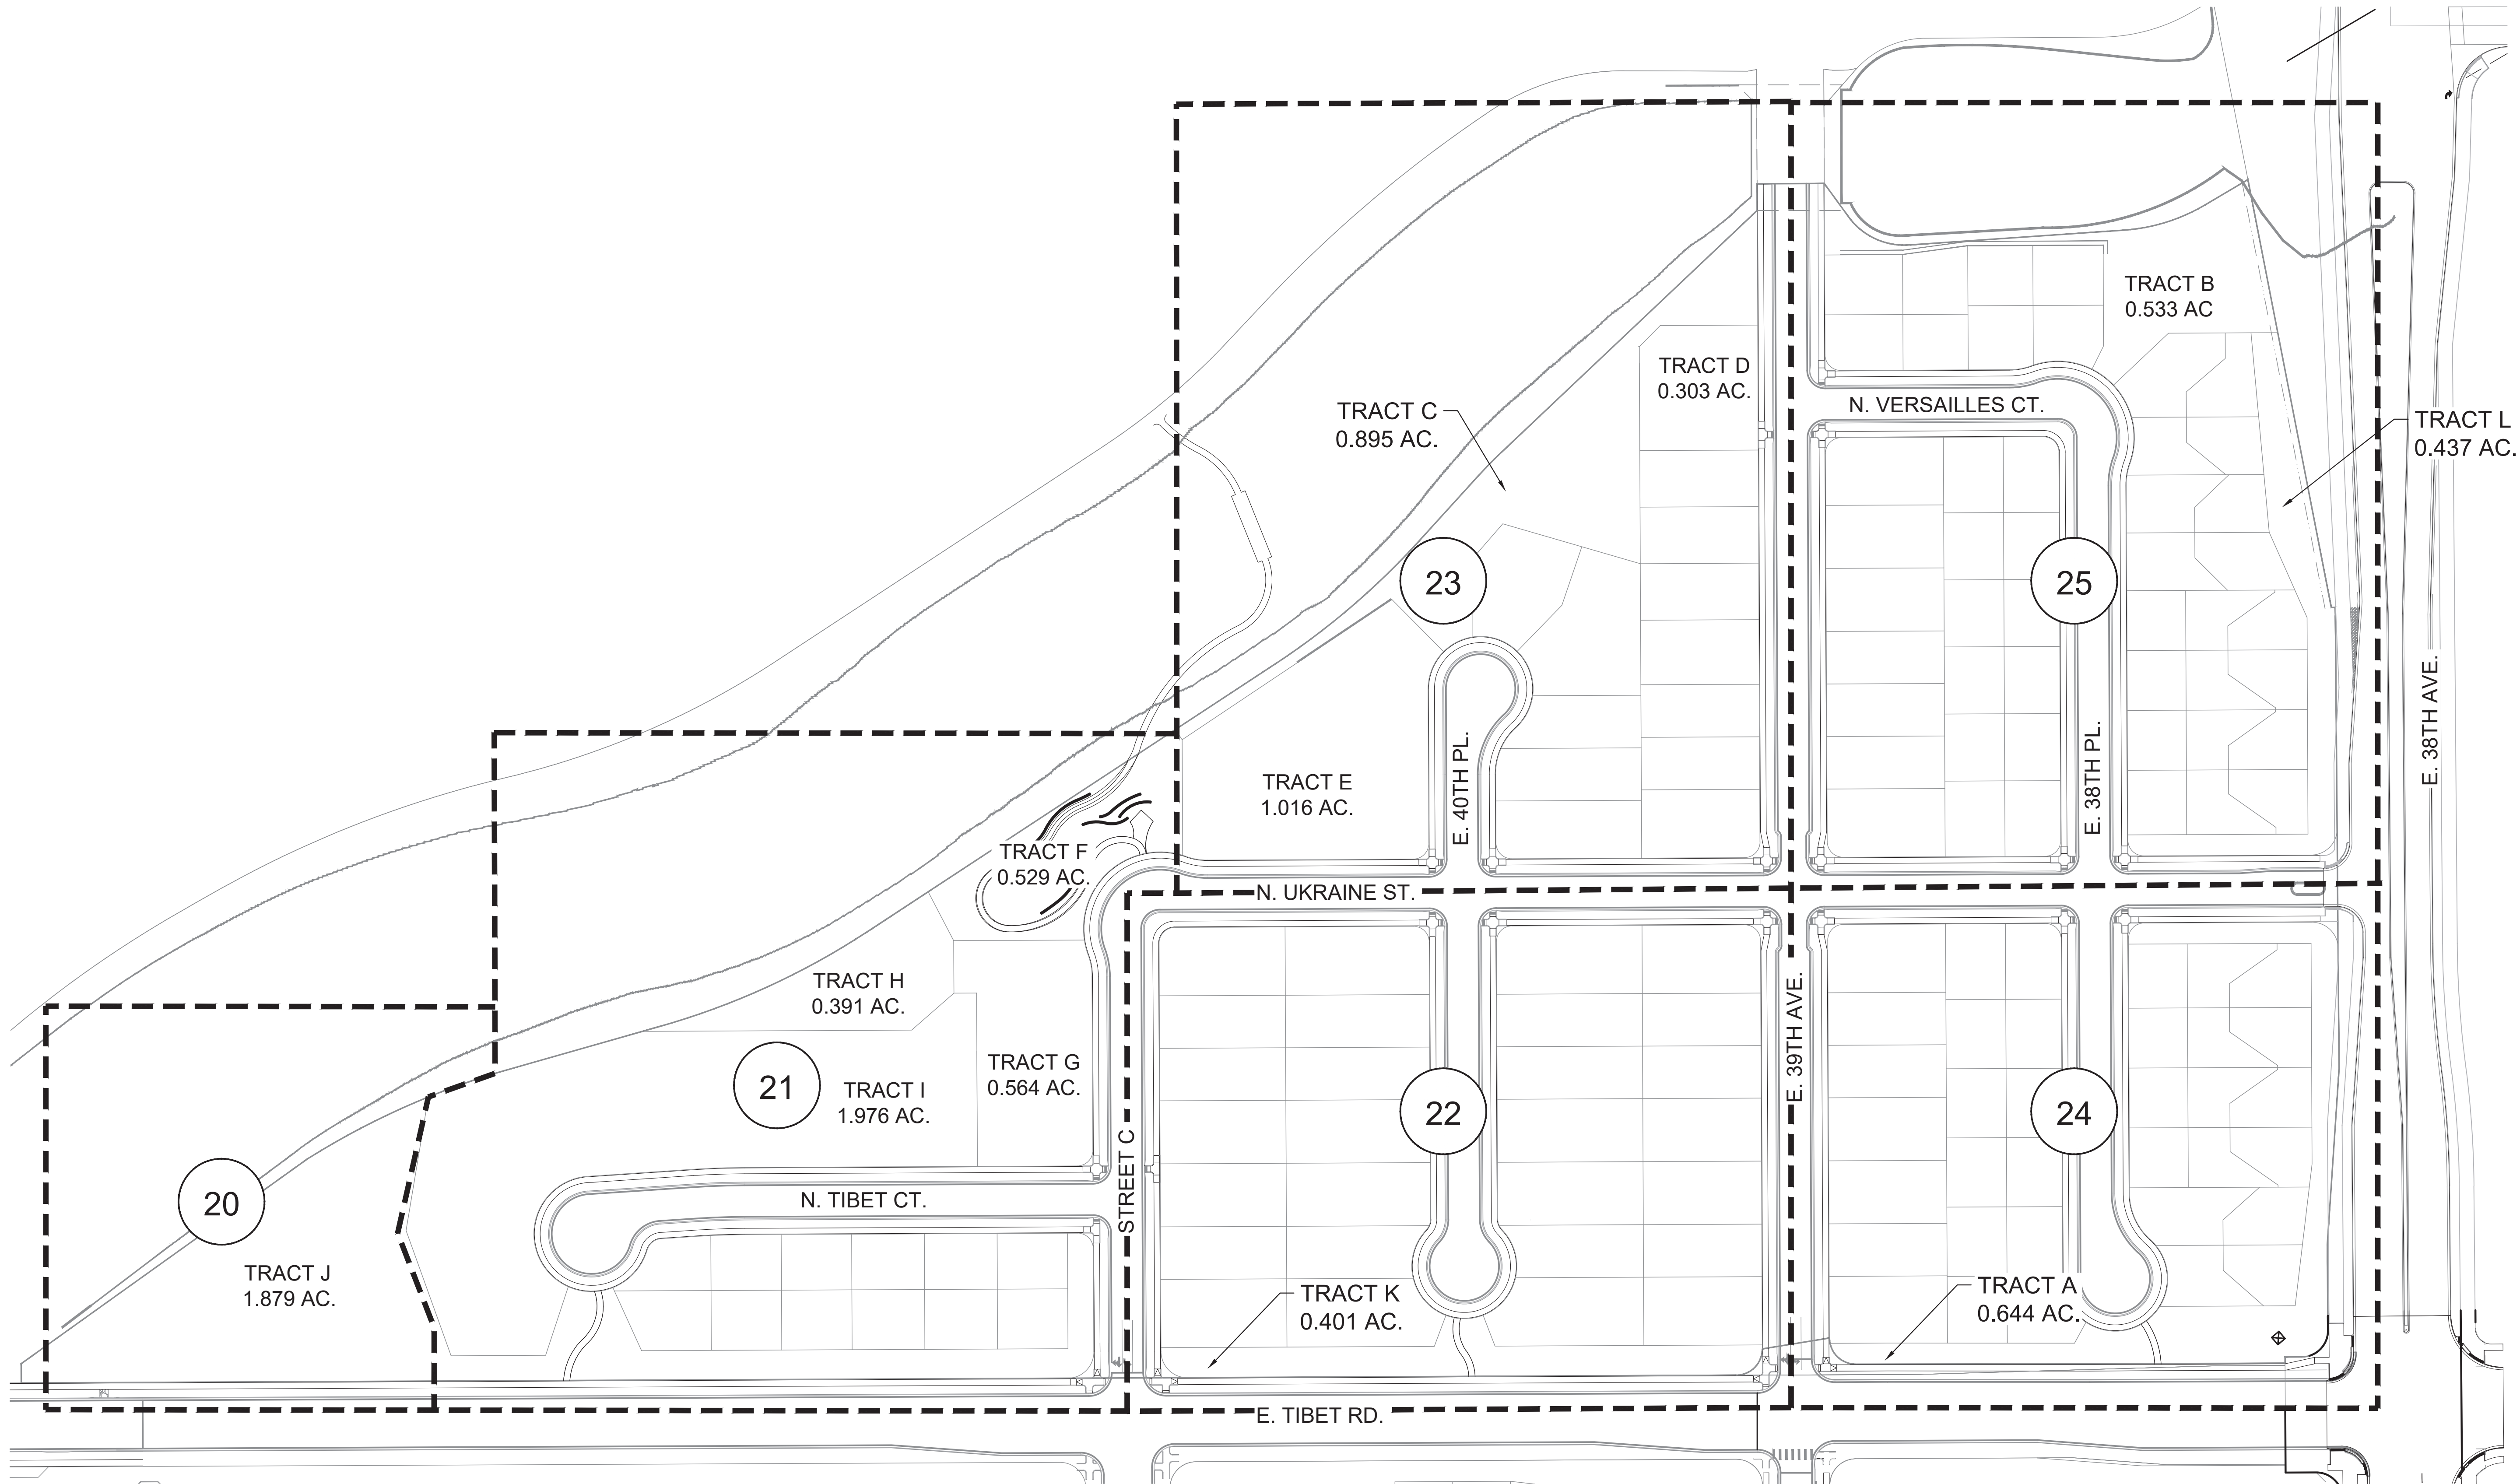 TRACT B
0.533 AC
TRACT D
0.303 AC.
TRACT C
0.895 AC.
N. VERSAILLES CT.
TRACT L
0.437 AC.
23
25
E. 38TH AVE.
E. 40TH PL.
E. 38TH PL.
TRACT E
1.016 AC.
TRACT F
0.529 AC.
N. UKRAINE ST.
TRACT H
0.391 AC.
E. 39TH AVE.
TRACT G
0.564 AC.
21
TRACT I
1.976 AC.
22
24
STREET C
20
N. TIBET CT.
TRACT J
1.879 AC.
TRACT K
0.401 AC.
TRACT A
0.644 AC.
E. TIBET RD.